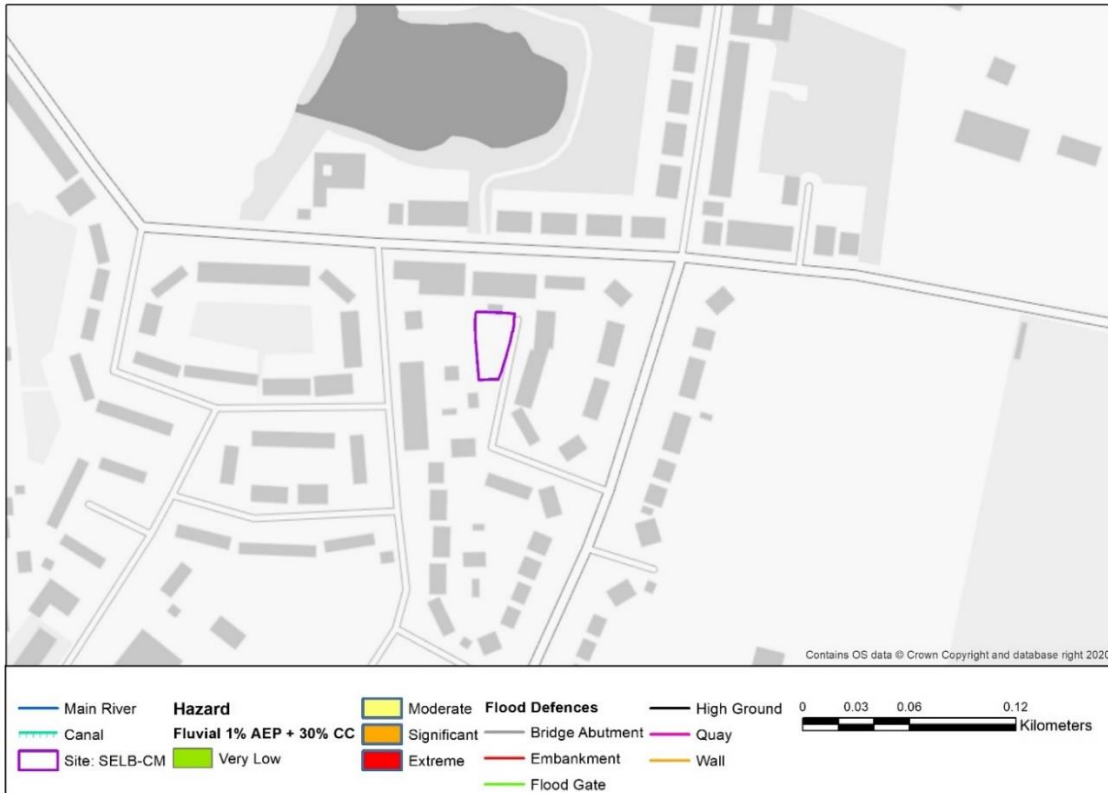 Contains OS data © Crown Copyright and database right 2020
Main River
Canal
Site: SELB-CM
Hazard
Fluvial 1% AEP + 30% CC
Very Low
Moderate
Significant
Extreme
Flood Defences
Bridge Abutment
Embankment
Flood Gate
High Ground
Quay
Wall
0 0.03 0.06 0.12
Kilometers